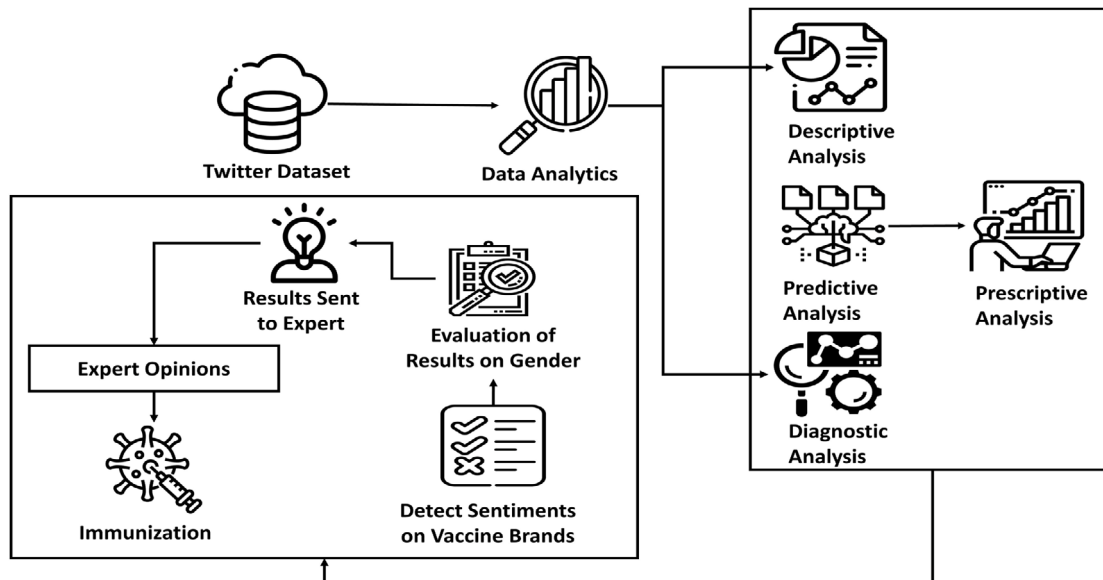 Twitter Dataset
Data Analytics
Descriptive
Analysis
Predictive
Analysis
Prescriptive
Analysis
Diagnostic
Analysis
Results Sent
to Expert
Evaluation of
Results on Gender
Expert Opinions
Immunization
Detect Sentiments
on Vaccine Brands